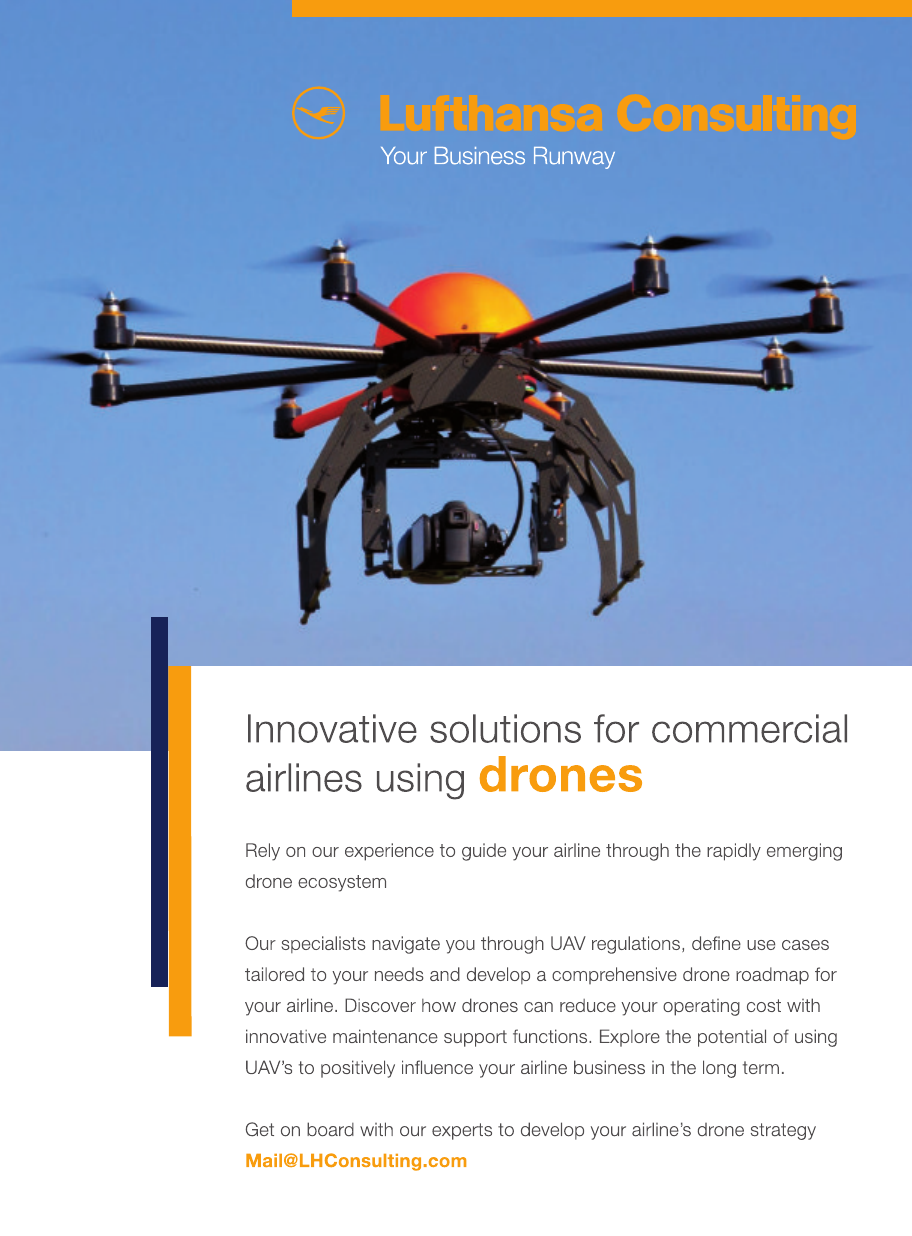 Lufthansa Consulting
Your Business Runway
Innovative solutions for commercial
airlines using drones
Rely on our experience to guide your airline through the rapidly emerging
drone ecosystem
Our specialists navigate you through UAV regulations, define use cases
tailored to your needs and develop a comprehensive drone roadmap for
your airline. Discover how drones can reduce your operating cost with
innovative maintenance support functions. Explore the potential of using
UAV's to positively influence your airline business in the long term.
Get on board with our experts to develop your airline's drone strategy
Mail@LHConsulting.com